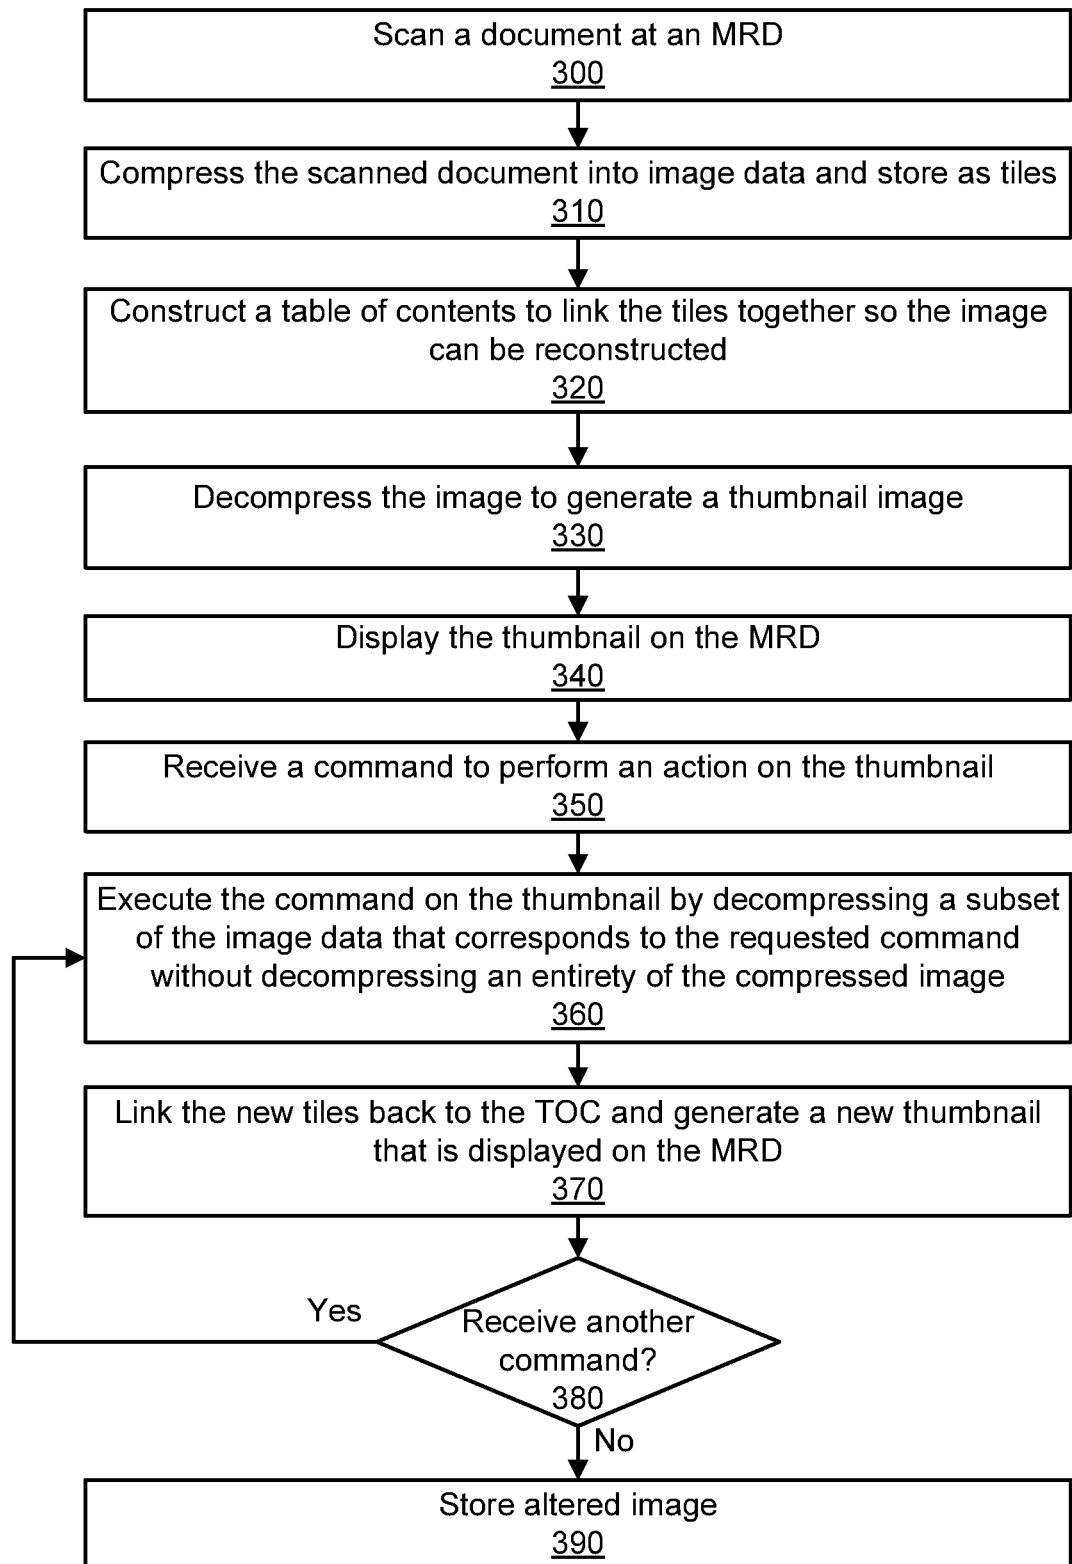 Scan a document at an MRD
300
Compress the scanned document into image data and store as tiles
310
Construct a table of contents to link the tiles together so the image
can be reconstructed
320
Decompress the image to generate a thumbnail image
330
Display the thumbnail on the MRD
340
Receive a command to perform an action on the thumbnail
350
Execute the command on the thumbnail by decompressing a subset
of the image data that corresponds to the requested command
without decompressing an entirety of the compressed image
360
Link the new tiles back to the TOC and generate a new thumbnail
that is displayed on the MRD
370
Yes
Receive another
command?
380
No
Store altered image
390